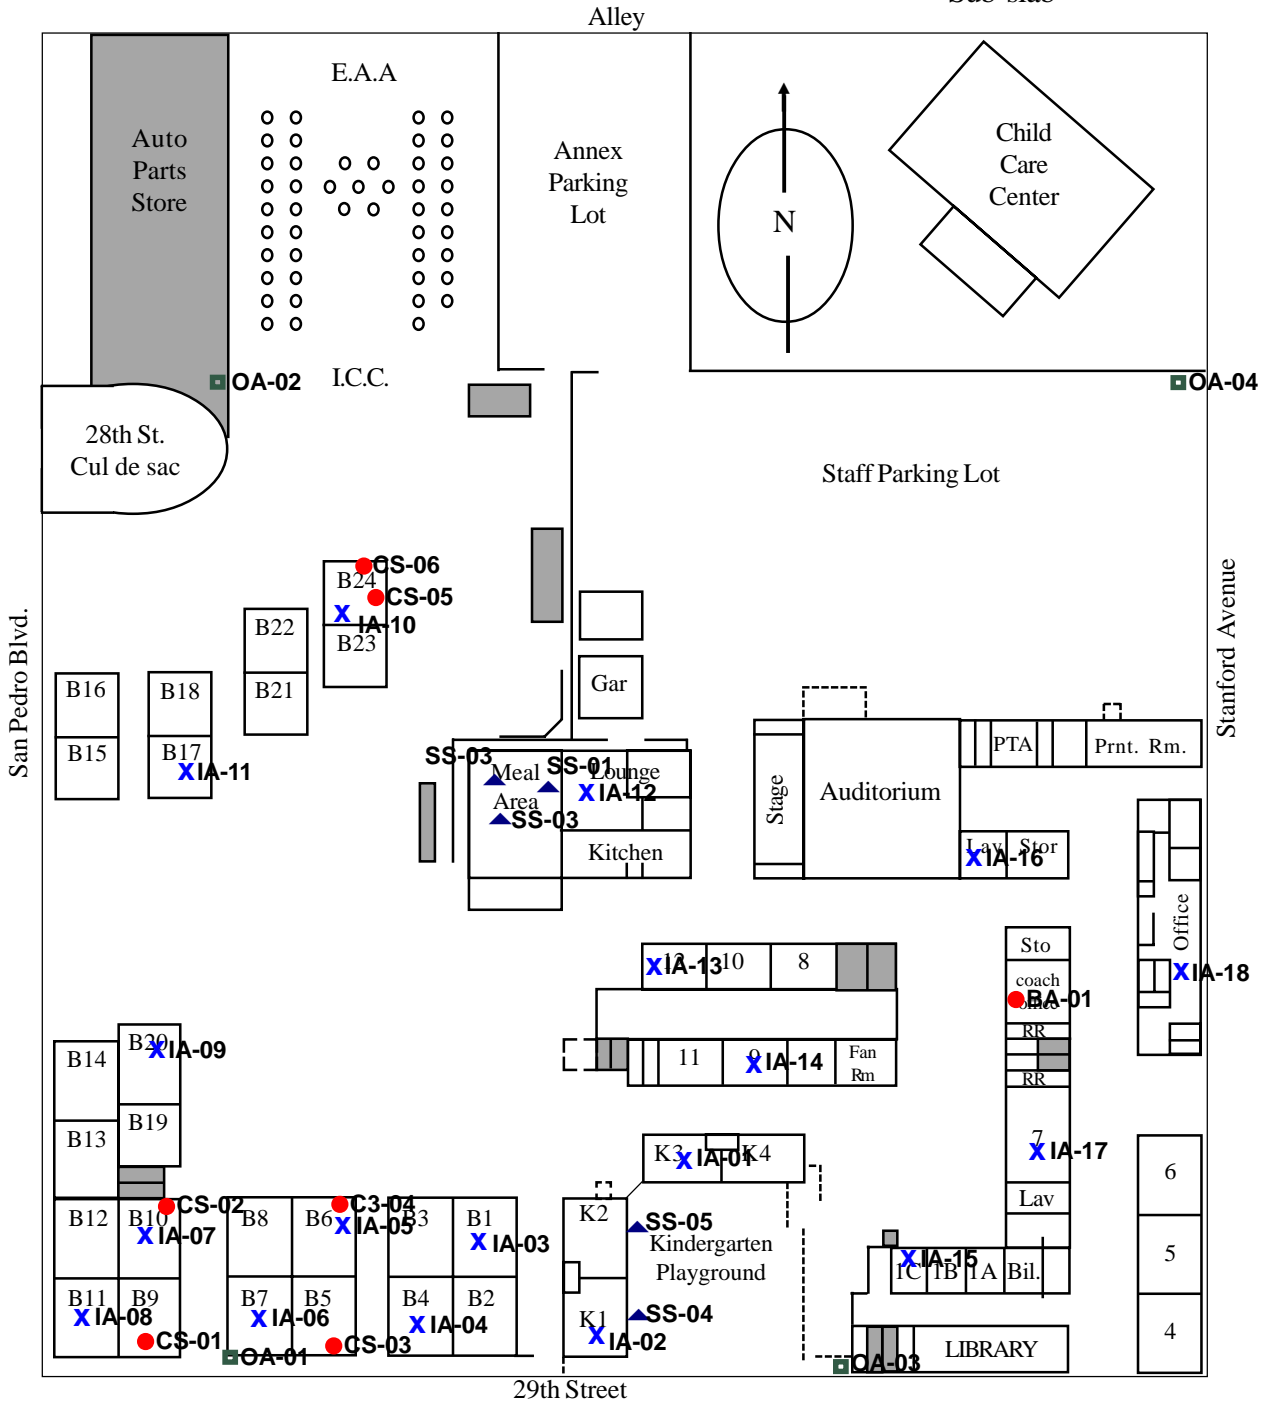 Sub-slab
Alley
E.A.A
Auto
Parts
Store
Annex
Parking
Lot
Child
Care
Center
N
OA-02
I.C.C.
OA-04
28th St.
Cul de sac
Staff Parking Lot
San Pedro Blvd.
Stanford Avenue
CS-06
B24
CS-05
X
IA-10
B22
B23
B16
B18
B21
Gar
B15
B17
X IA-11
PTA
Prnt. Rm.
SS-03
SS-01
Meal
Area
Lounge
X IA-12
SS-03
Kitchen
Stage
Auditorium
Lay
Stor
X IA-16
Office
X IA-18
Sto
coach
office
BA-01
RR
RR
12
10
8
X IA-13
11
9
Fan
Rm
X IA-14
B14
B20
X IA-09
B13
B19
K3
K4
X IA-01
7
X IA-17
Lav
6
5
4
CS-02
C3-04
B12
B10
B8
B6
B3
B1
K2
X IA-07
X IA-05
X IA-03
SS-05
Kindergarten
Playground
X IA-15
1C
1B
1A
Bil.
B11
B9
B7
B5
B4
B2
K1
X IA-08
X IA-06
X IA-04
X IA-02
SS-04
CS-01
CS-03
OA-01
OA-03
LIBRARY
29th Street